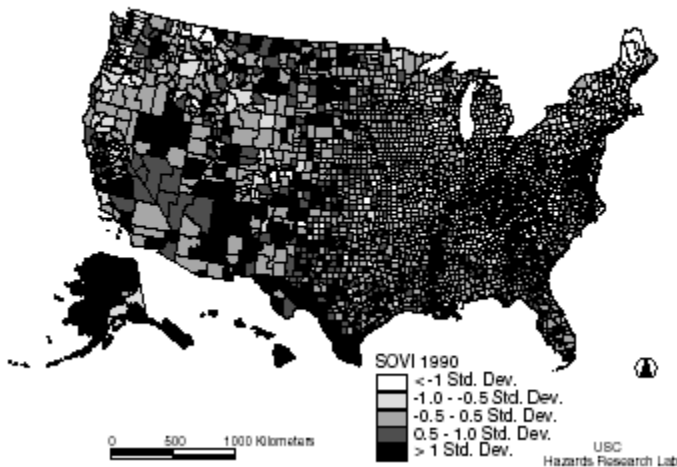 SOVI 1990
< -1 Std. Dev.
-1.0 - -0.5 Std. Dev.
-0.5 - 0.5 Std. Dev.
0.5 - 1.0 Std. Dev.
> 1 Std. Dev.
0 500 1000 Kilometers
USC
Hazards Research Lab